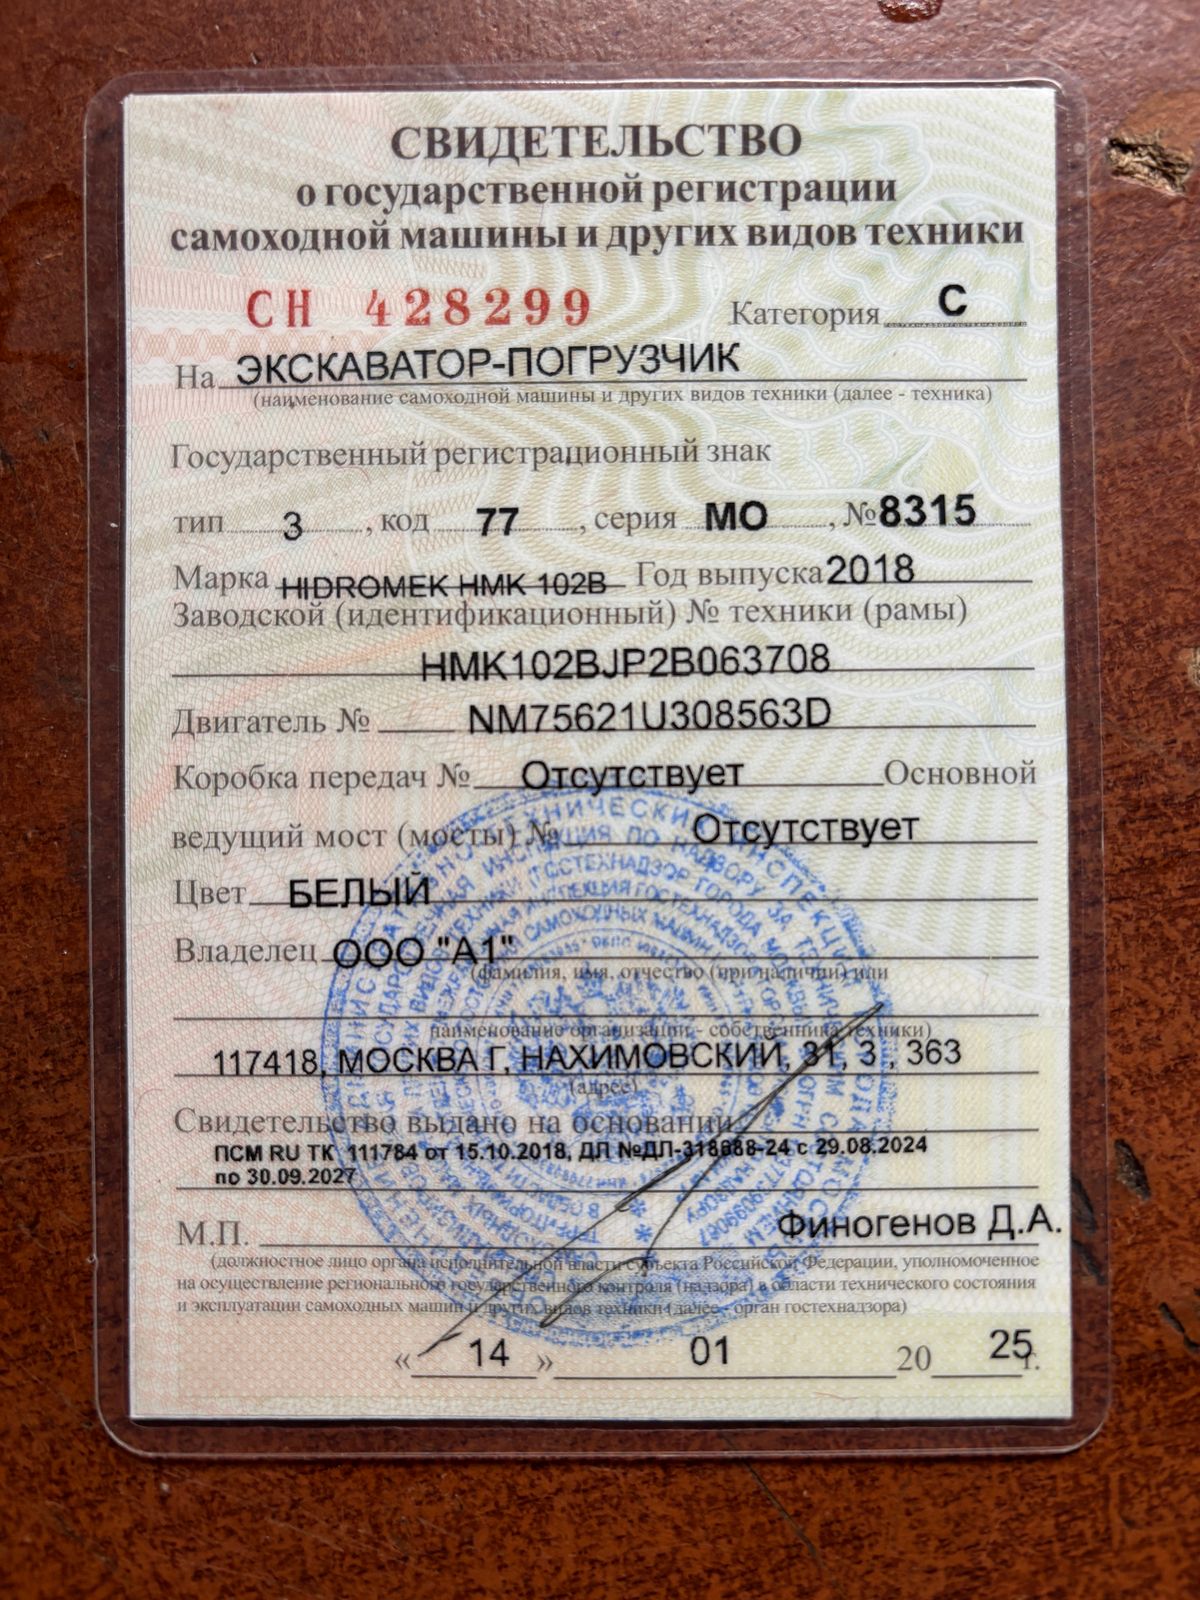 СВИДЕТЕЛЬСТВО
о государственной регистрации
самоходной машины и других видов техники
СН 428299 Категория С
На ЭКСКАВАТОР-ПОГРУЗЧИК
(наименование самоходной машины и других видов техники (далее - техника)
Государственный регистрационный знак
тип 3 , код 77 , серия МО , № 8315
Марка HIDROMEK HMK 102B Год выпуска 2018
Заводской (идентификационный) № техники (рамы)
HMK102BJP2B063708
Двигатель № NM75621U308563D
Коробка передач № Отсутствует Основной
ведущий мост (мосты) № Отсутствует
Цвет БЕЛЫЙ
Владелец ООО "А1"
(фамилия, имя, отчество (при наличии) или
наименование организации - собственника техники)
117418, МОСКВА Г, НАХИМОВСКИЙ, 31, 3 , 363
(адрес)
Свидетельство выдано на основании
ПСМ RU ТК 111784 от 15.10.2018, ДЛ №ДЛ-318688-24 с 29.08.2024
по 30.09.2027
М.П. Финогенов Д.А.
(должностное лицо органа исполнительной власти субъекта Российской Федерации, уполномоченное
на осуществление регионального государственного контроля (надзора) в области технического состояния
и эксплуатации самоходных машин и других видов техники (далее - орган гостехнадзора)
« 14 » 01 20 25 г.